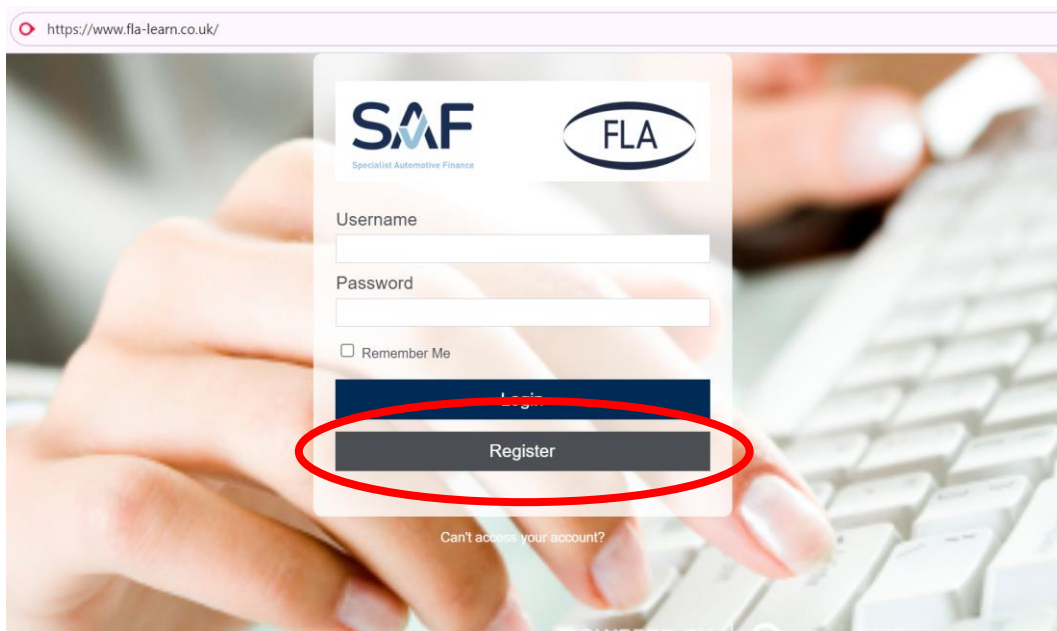 https://www.fla-learn.co.uk/
SAF
Specialist Automotive Finance
FLA
Username
Password
Remember Me
Login
Register
Can't access your account?